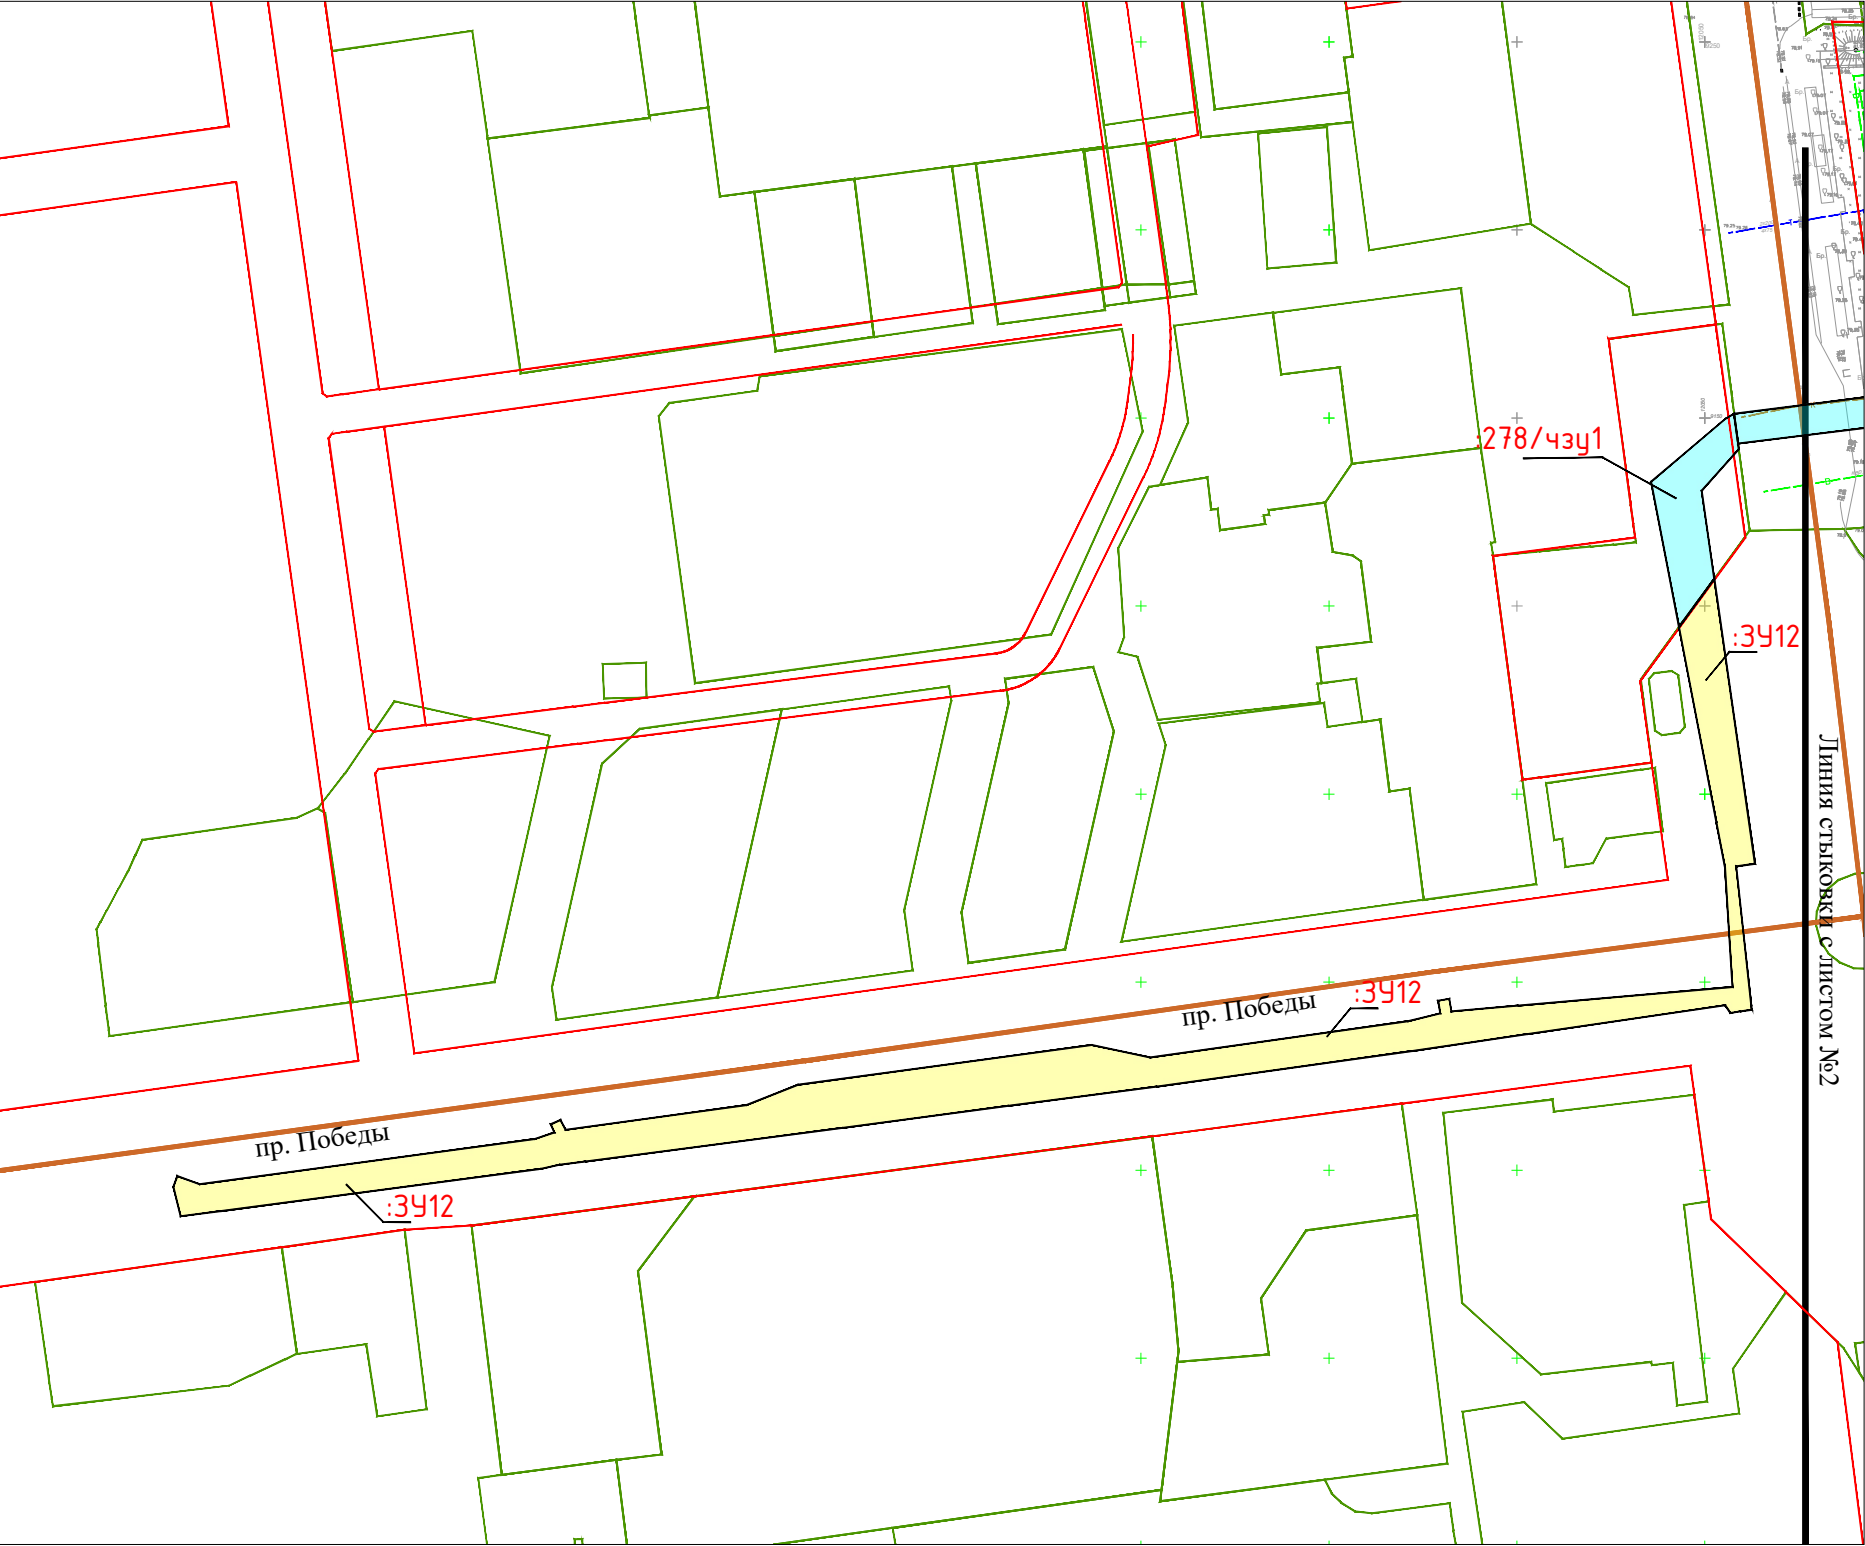 :278/чзу1
:ЗУ12
Линия стыковки с листом №2
:ЗУ12
пр. Победы
пр. Победы
:ЗУ12